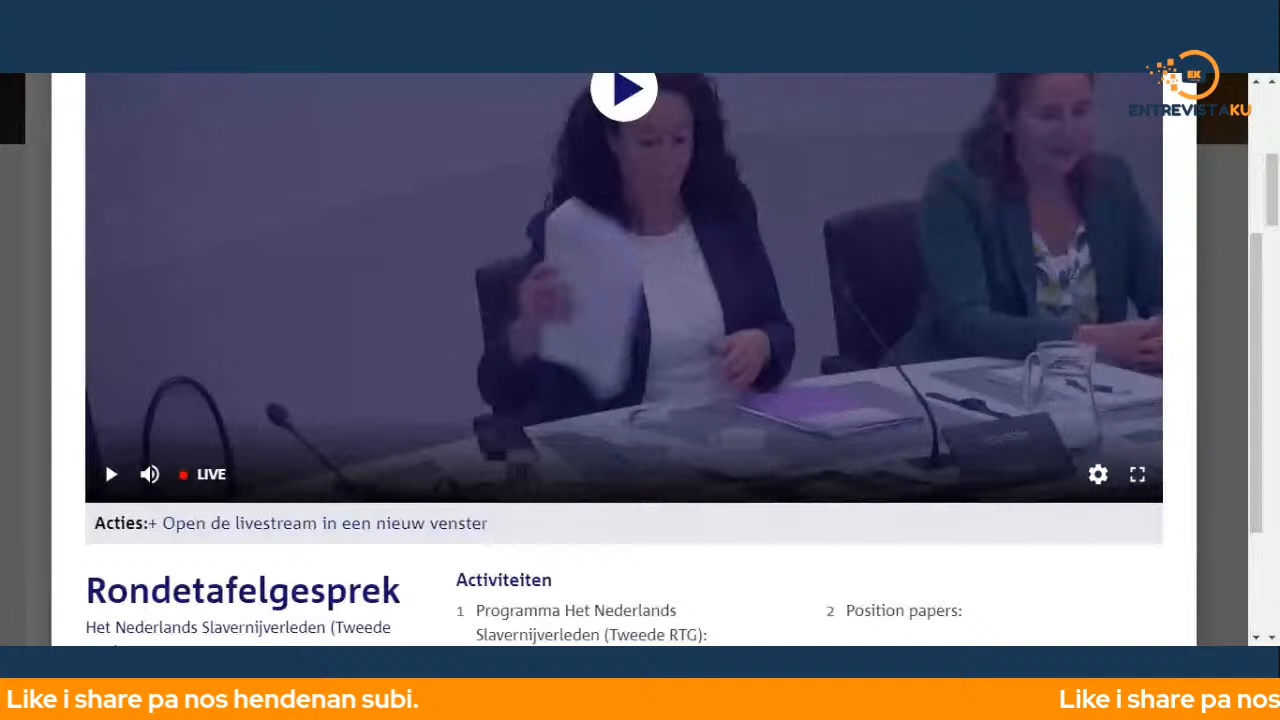 EK
ENTREVISTAKU
LIVE
Acties:+ Open de livestream in een nieuw venster
Rondetafelgesprek
Het Nederlands Slavernijverleden (Tweede
Activiteiten
1 Programma Het Nederlands
Slavernijverleden (Tweede RTG):
2 Position papers:
Like i share pa nos hendenan subi.
Like i share pa nos